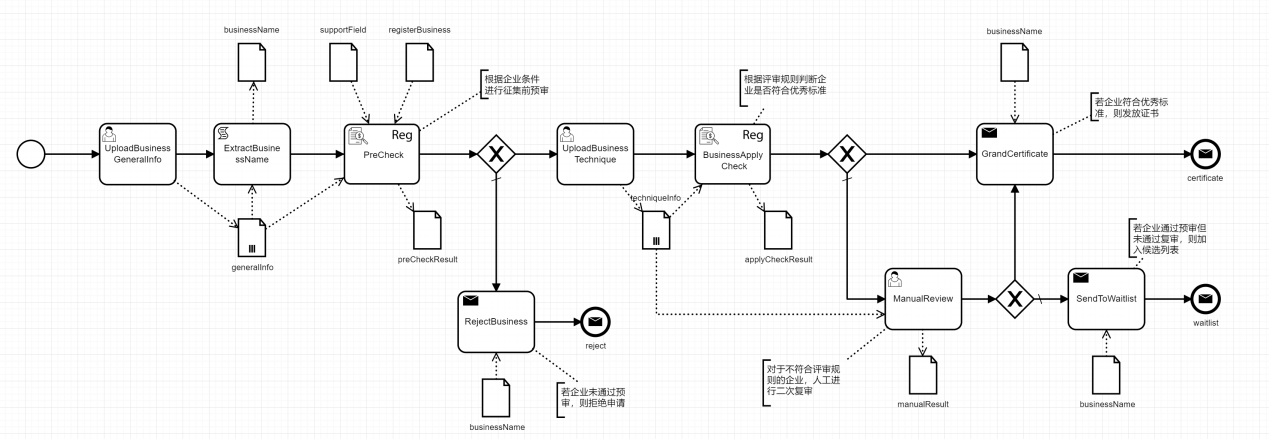 businessName
supportField
registerBusiness
businessName
根据企业条件
进行征集前预审
根据评审规则判断企
业是否符合优秀标准
若企业符合优秀标
准，则发放证书
UploadBusiness
GeneralInfo
ExtractBusine
ssName
Reg
PreCheck
UploadBusiness
Technique
Reg
BusinessApply
Check
GrandCertificate
certificate
generalInfo
preCheckResult
techniqueInfo
applyCheckResult
若企业通过预审但
未通过复审，则加
入候选列表
RejectBusiness
reject
ManualReview
SendToWaitlist
waitlist
若企业未通过预
审，则拒绝申请
businessName
对于不符合评审规
则的企业，人工进
行二次复审
manualResult
businessName